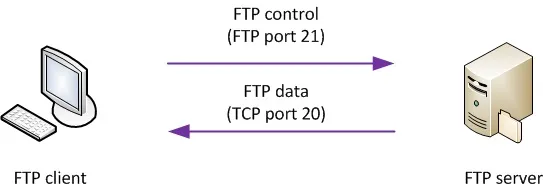 FTP control
(FTP port 21)
FTP data
(TCP port 20)
FTP client
FTP server